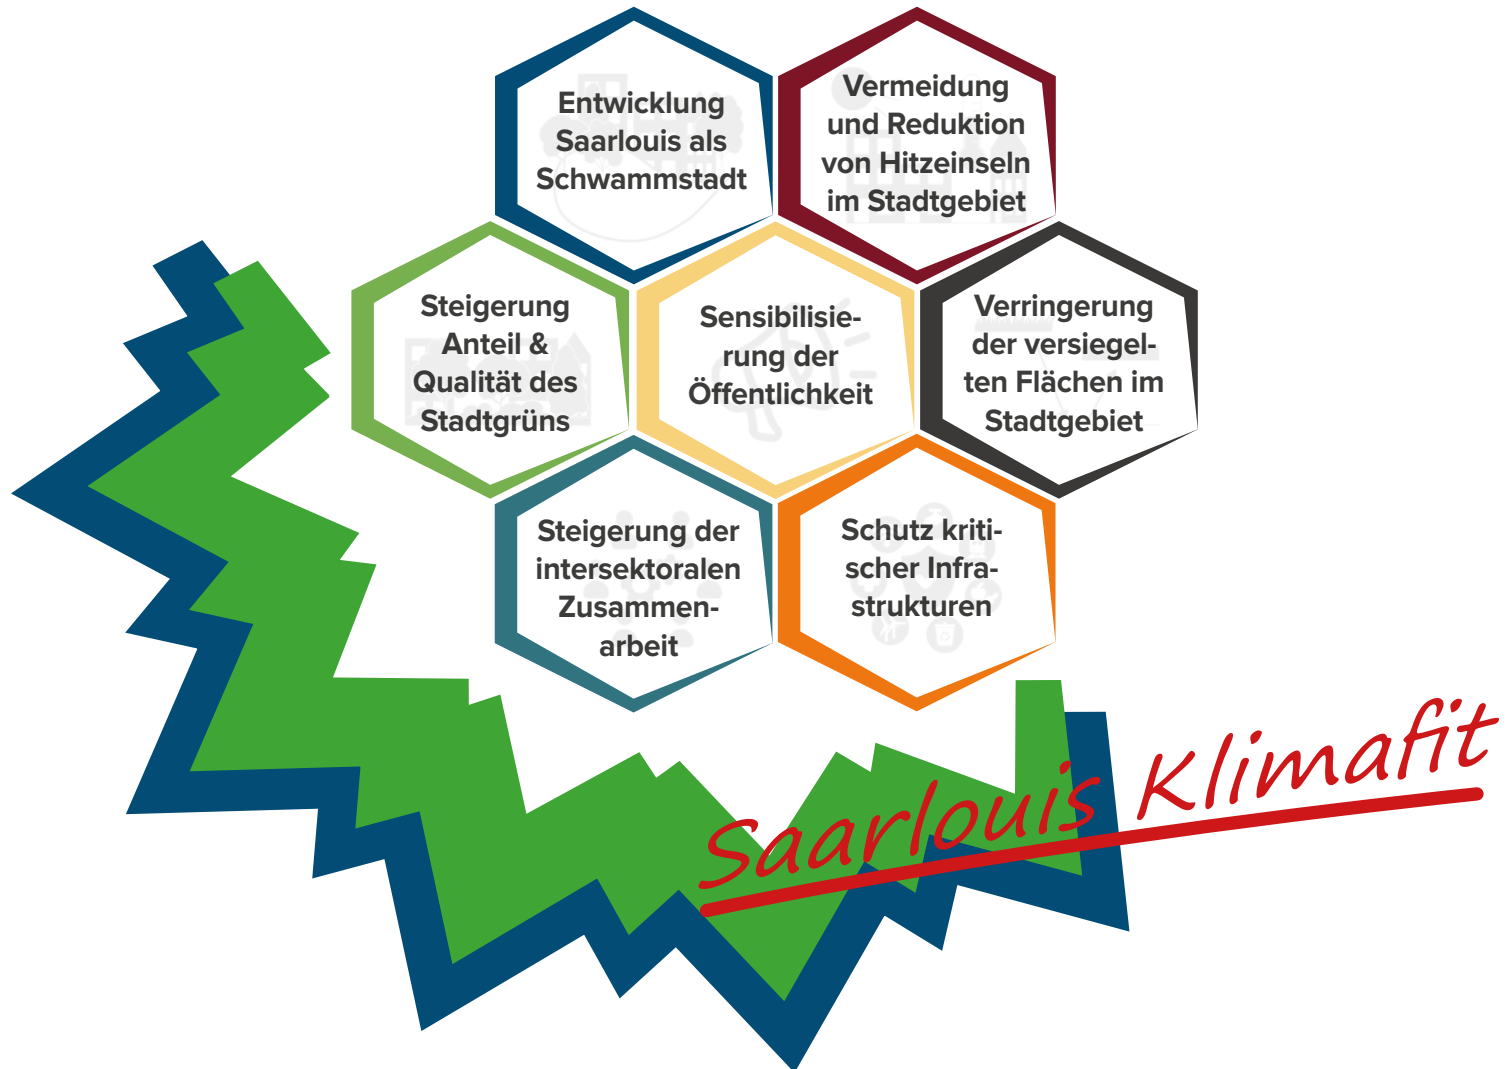 Entwicklung
Saarlouis als
Schwammstadt
Vermeidung
und Reduktion
von Hitzeinseln
im Stadtgebiet
Steigerung
Anteil &
Qualität des
Stadtgrüns
Sensibilisie-
rung der
Öffentlichkeit
Verringerung
der versiegel-
ten Flächen im
Stadtgebiet
Steigerung der
intersektoralen
Zusammen-
arbeit
Schutz kriti-
scher Infra-
strukturen
Saarlouis Klimafit